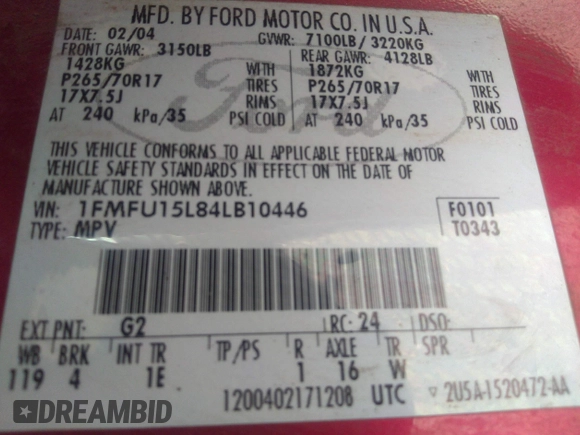 MFD. BY FORD MOTOR CO. IN U.S.A.
DATE: 02/04 GVWR: 7100LB/ 3220KG
FRONT GAWR: 3150LB REAR GAWR: 4128LB
1428KG WITH 1872KG WITH
P265/70R17 TIRES P265/70R17 TIRES
17X7.5J RIMS 17X7.5J RIMS
AT 240 kPa/35 PSI COLD AT 240 kPa/35 PSI COLD
Ford
THIS VEHICLE CONFORMS TO ALL APPLICABLE FEDERAL MOTOR
VEHICLE SAFETY STANDARDS IN EFFECT ON THE DATE OF
MANUFACTURE SHOWN ABOVE.
VIN: 1FMFU15L84LB10446 F0101
TYPE: MPV T0343
EXT PNT: G2 RC: 24 DSO:
WB BRK INT TR TP/PS R AXLE TR SPR
119 4 1E 1 16 W
1200402171208 UTC 2U5A-1520472-AA
DREAMBID